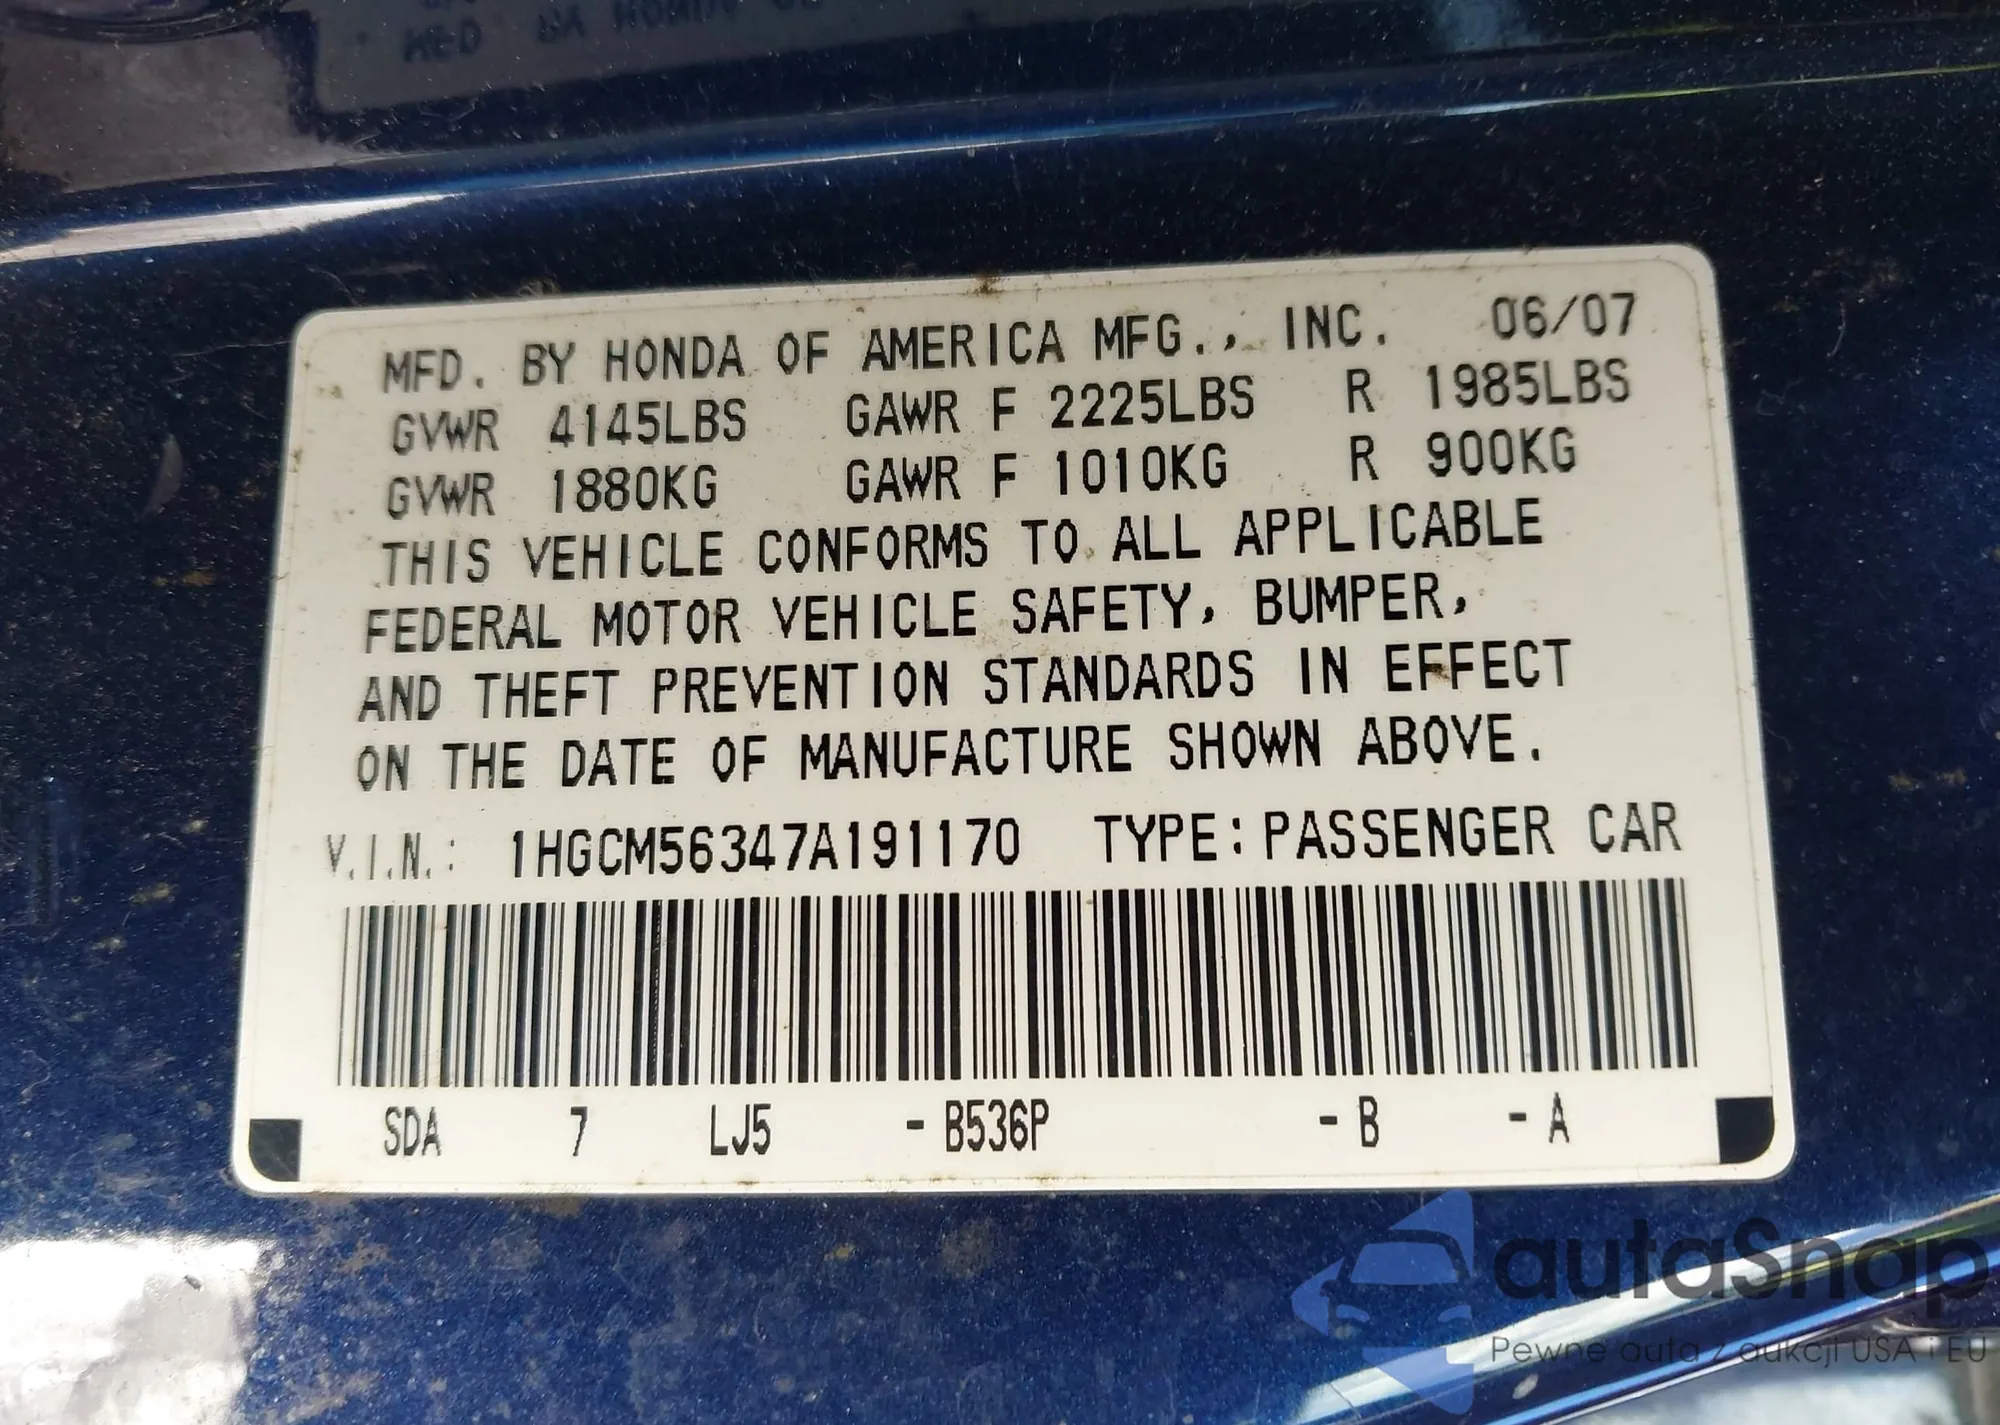 MFD. BY HONDA OF AMERICA MFG., INC. 06/07
GVWR 4145LBS GAWR F 2225LBS R 1985LBS
GVWR 1880KG GAWR F 1010KG R 900KG
THIS VEHICLE CONFORMS TO ALL APPLICABLE
FEDERAL MOTOR VEHICLE SAFETY, BUMPER,
AND THEFT PREVENTION STANDARDS IN EFFECT
ON THE DATE OF MANUFACTURE SHOWN ABOVE.
V.I.N.: 1HGCM56347A191170 TYPE: PASSENGER CAR
SDA 7 LJ5 - B536P - B - A
autaSnap
Pewne auta z aukcji USA i EU